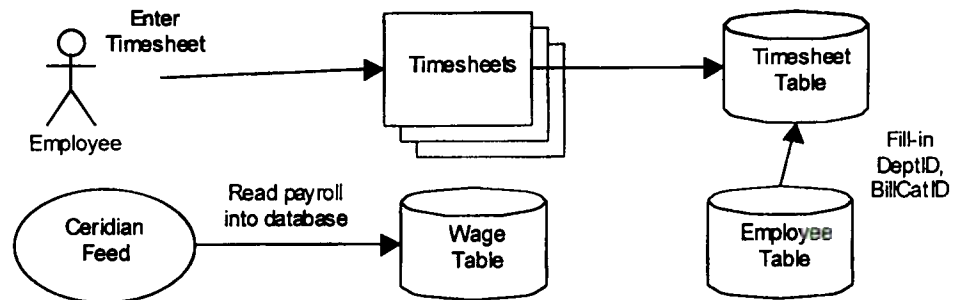 Enter
Timesheet
Employee
Timesheets
Timesheet
Table
Fill-in
DeptID,
BillCatID
Ceridian
Feed
Read payroll
into database
Wage
Table
Employee
Table